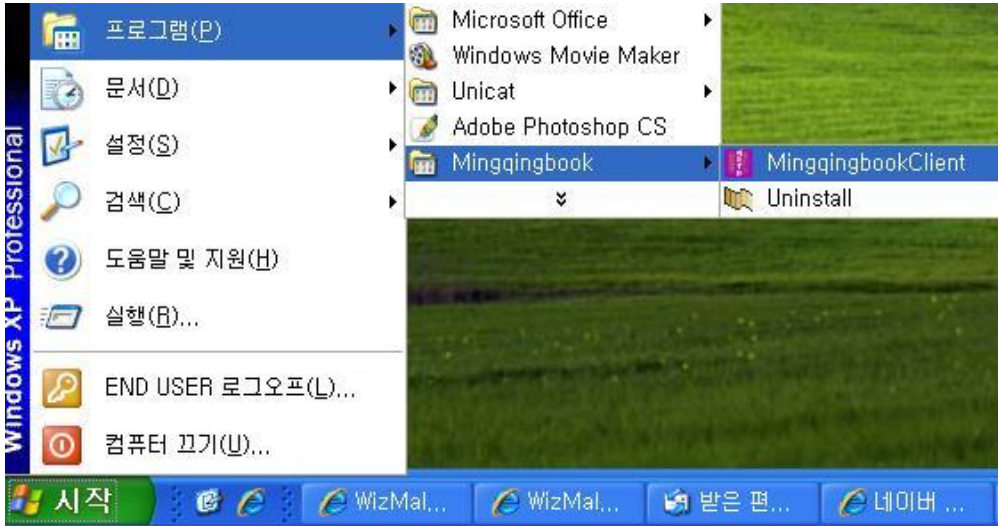 Windows XP Professional
프로그램(P)
문서(D)
설정(S)
검색(C)
도움말 및 지원(H)
실행(R)...
END USER 로그오프(L)...
컴퓨터 끄기(U)...
Microsoft Office
Windows Movie Maker
Unicat
Adobe Photoshop CS
Mingqingbook
MingqingbookClient
Uninstall
시작
WizMal...
WizMal...
받은 편...
네이버 ...